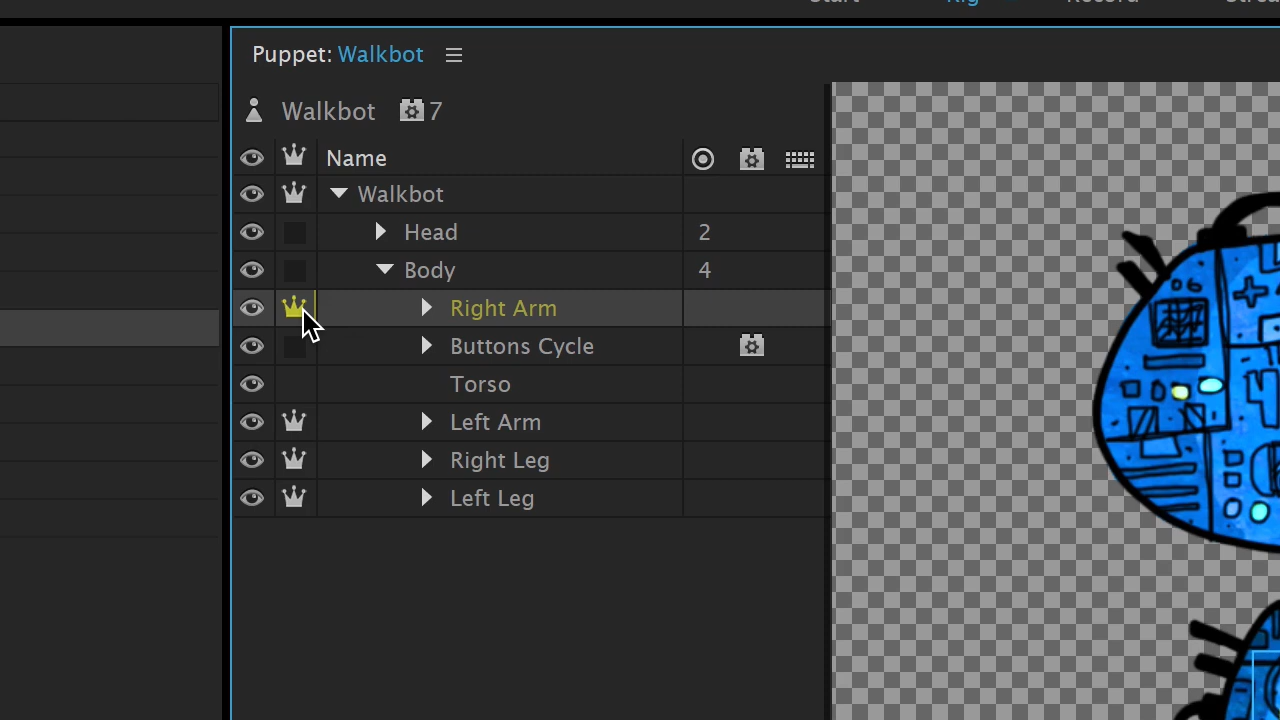 Puppet: Walkbot
Walkbot 7
Name
Walkbot
Head 2
Body 4
Right Arm
Buttons Cycle
Torso
Left Arm
Right Leg
Left Leg